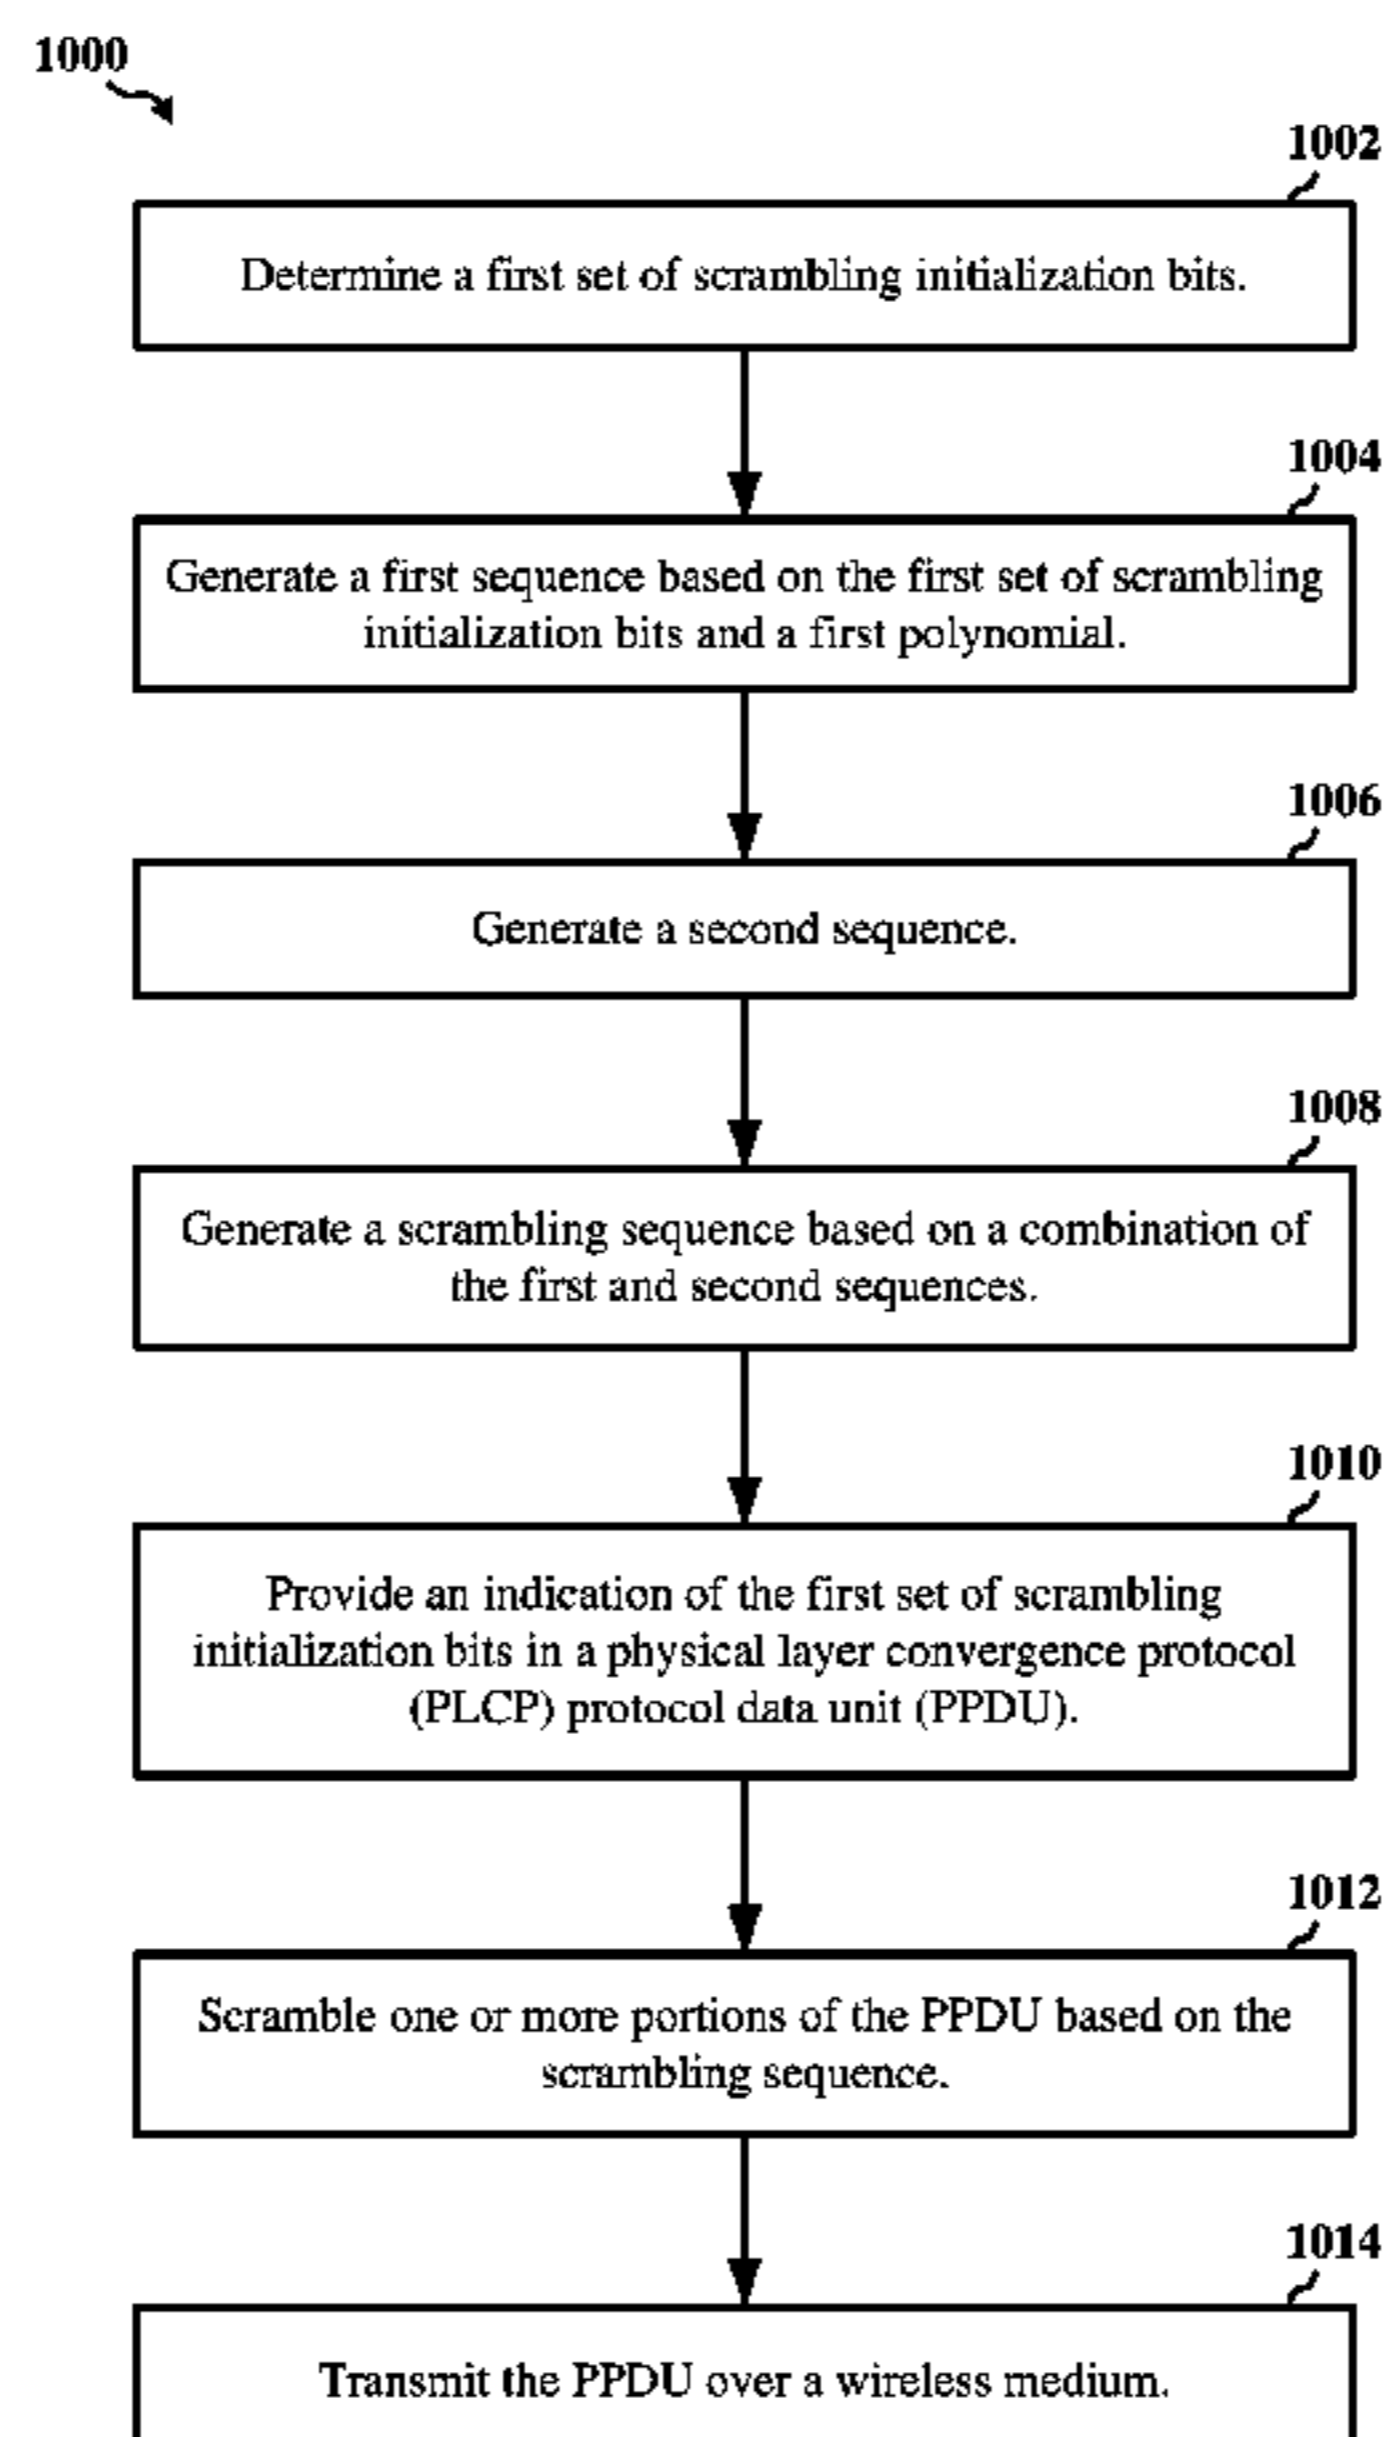 1000
1002
Determine a first set of scrambling initialization bits.
1004
Generate a first sequence based on the first set of scrambling
initialization bits and a first polynomial.
1006
Generate a second sequence.
1008
Generate a scrambling sequence based on a combination of
the first and second sequences.
1010
Provide an indication of the first set of scrambling
initialization bits in a physical layer convergence protocol
(PLCP) protocol data unit (PPDU).
1012
Scramble one or more portions of the PPDU based on the
scrambling sequence.
1014
Transmit the PPDU over a wireless medium.